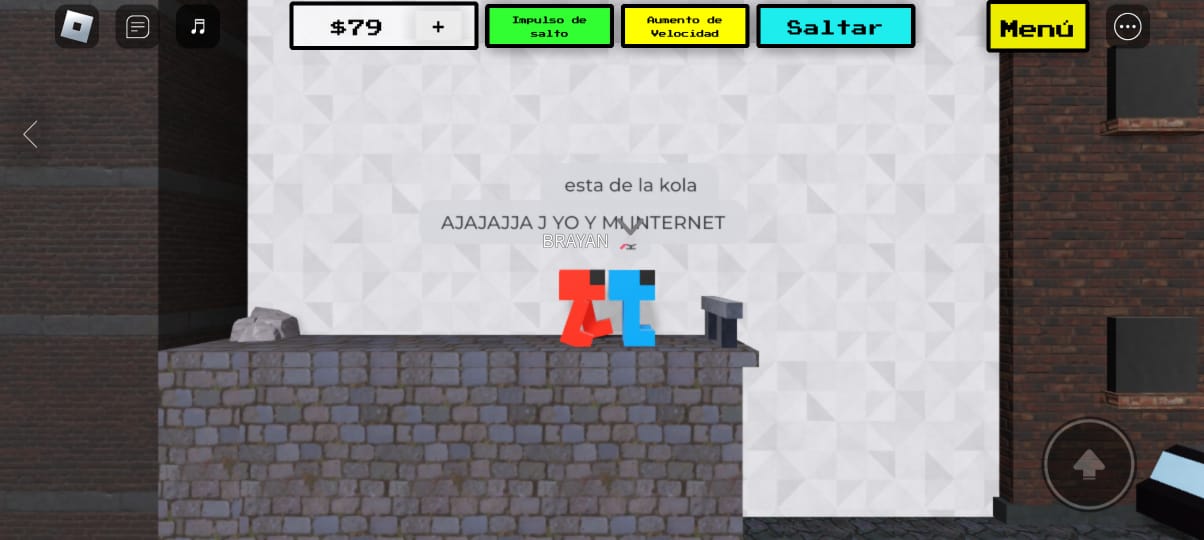 $79
+
Impulso de
salto
Aumento de
Velocidad
Saltar
Menú
esta de la kola
AJAJAJJA J YO Y MI INTERNET
BRAYAN